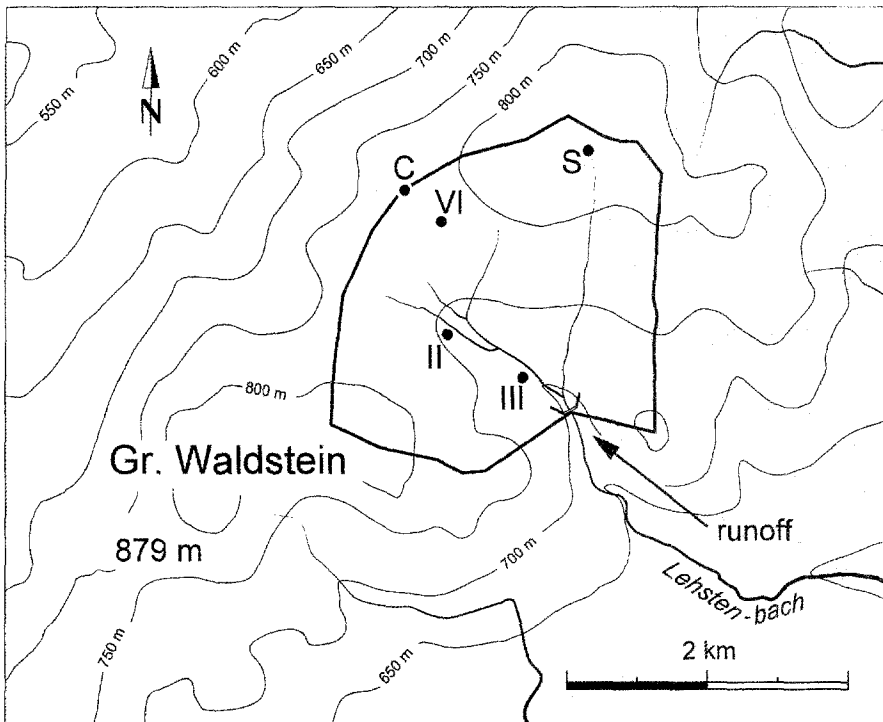 550 m
600 m
650 m
700 m
750 m
800 m
N
C
S
VI
II
III
800 m
Gr. Waldstein
879 m
runoff
700 m
Lehsten-bach
750 m
650 m
2 km